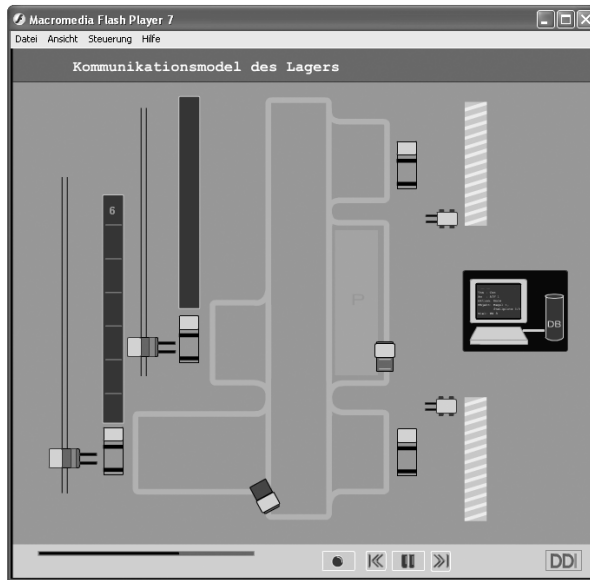 Macromedia Flash Player 7
Datei Ansicht Steuerung Hilfe
Kommunikationsmodel des Lagers
6
P
DB
DDI